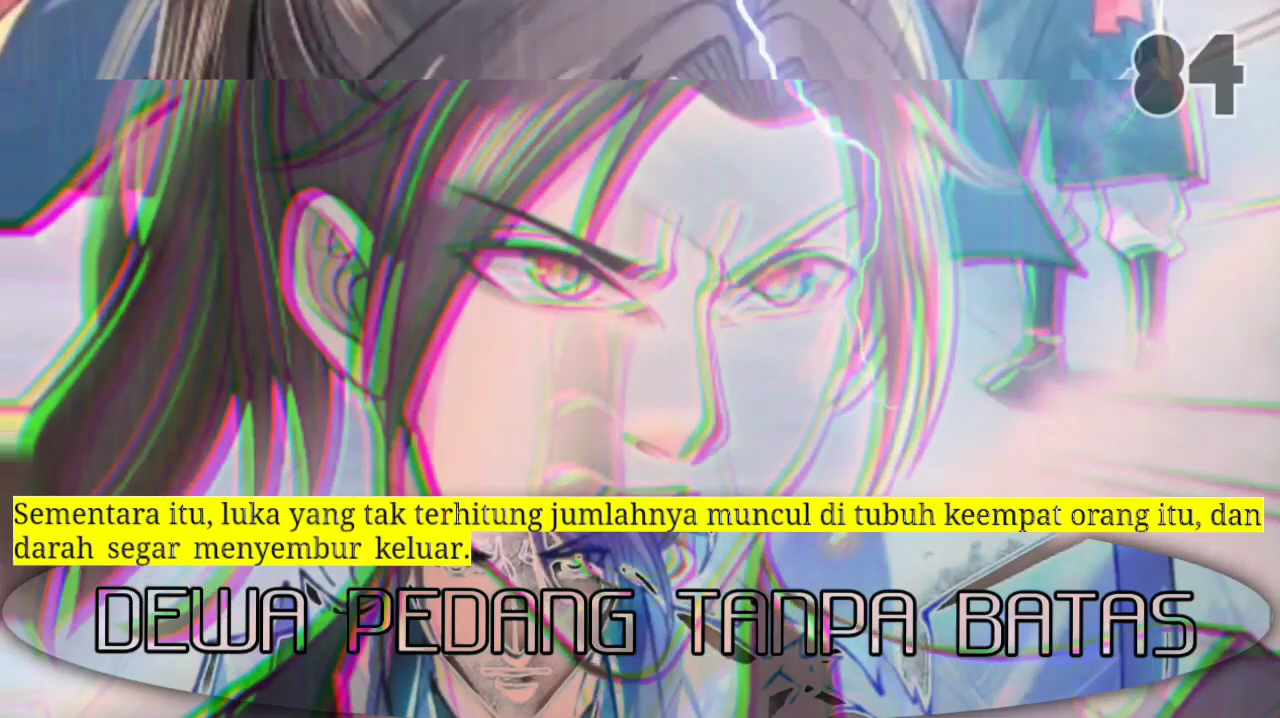 84
Sementara itu, luka yang tak terhitung jumlahnya muncul di tubuh keempat orang itu, dan
darah segar menyembur keluar.
DEWA PEDANG TANPA BATAS